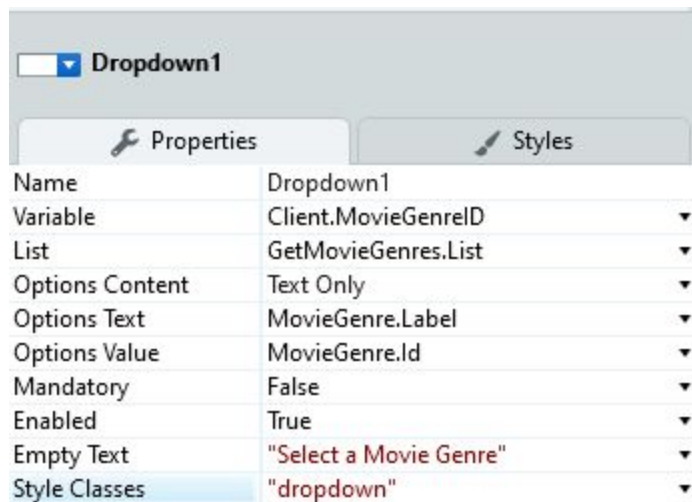 Dropdown1
Properties Styles
Name Dropdown1
Variable Client.MovieGenreID
List GetMovieGenres.List
Options Content Text Only
Options Text MovieGenre.Label
Options Value MovieGenre.Id
Mandatory False
Enabled True
Empty Text "Select a Movie Genre"
Style Classes "dropdown"